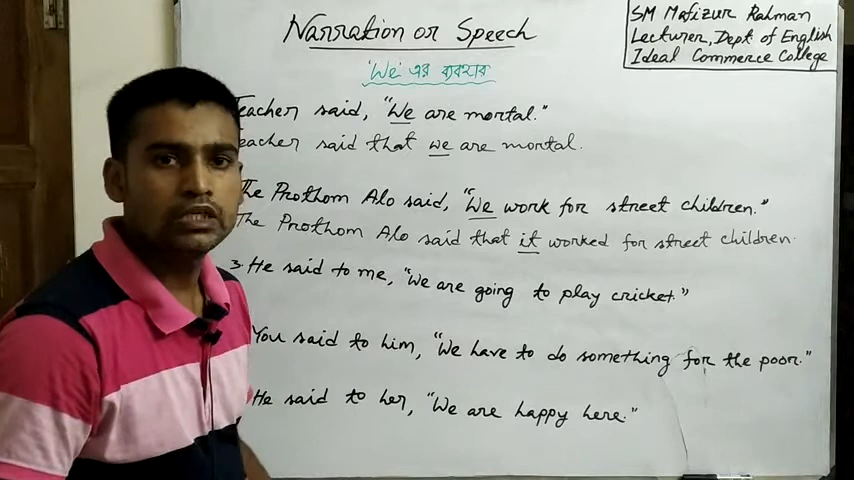 Narration or Speech
SM Mafizur Rahman
Lecturer, Dept of English
Ideal Commerce College
'We' এর ব্যবহার
Teacher said, "We are mortal."
Teacher said that we are mortal.
The Prothom Alo said, "We work for street children."
The Prothom Alo said that it worked for street children.
3. He said to me, "We are going to play cricket."
You said to him, "We have to do something for the poor."
He said to her, "We are happy here."